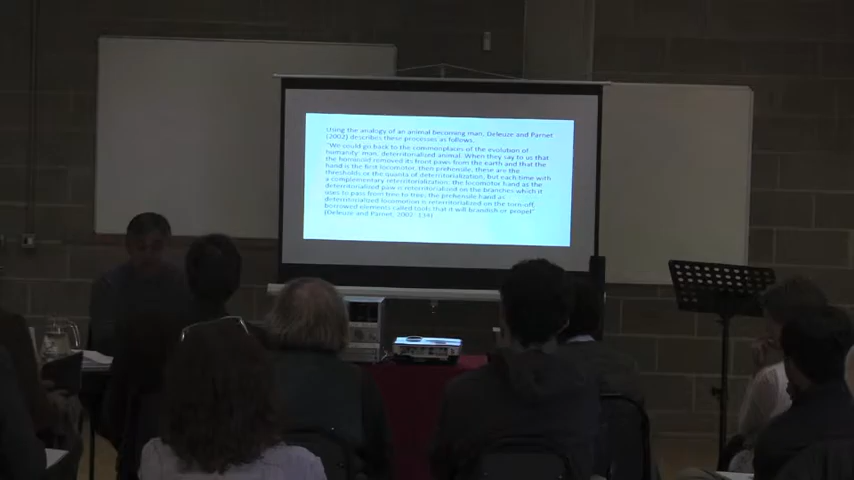 Using the analogy of an animal becoming man, Deleuze and Parnet
(2002) describes these processes as follows.
"We could go back to the commonplaces of the evolution of
humanity: man, deterritorialized animal. When they say to us that
the hominoid removed its front paws from the earth and that the
hand is the first locomotor, then prehensile, these are the
thresholds or the quanta of deterritorialization, but each time with
a complementary reterritorialization: the locomotor hand as the
deterritorialized paw is reterritorialized on the branches which it
uses to pass from tree to tree; the prehensile hand as
deterritorialized locomotion is reterritorialized on the torn-off,
borrowed elements called tools that it will brandish or propel"
(Deleuze and Parnet, 2002: 134)